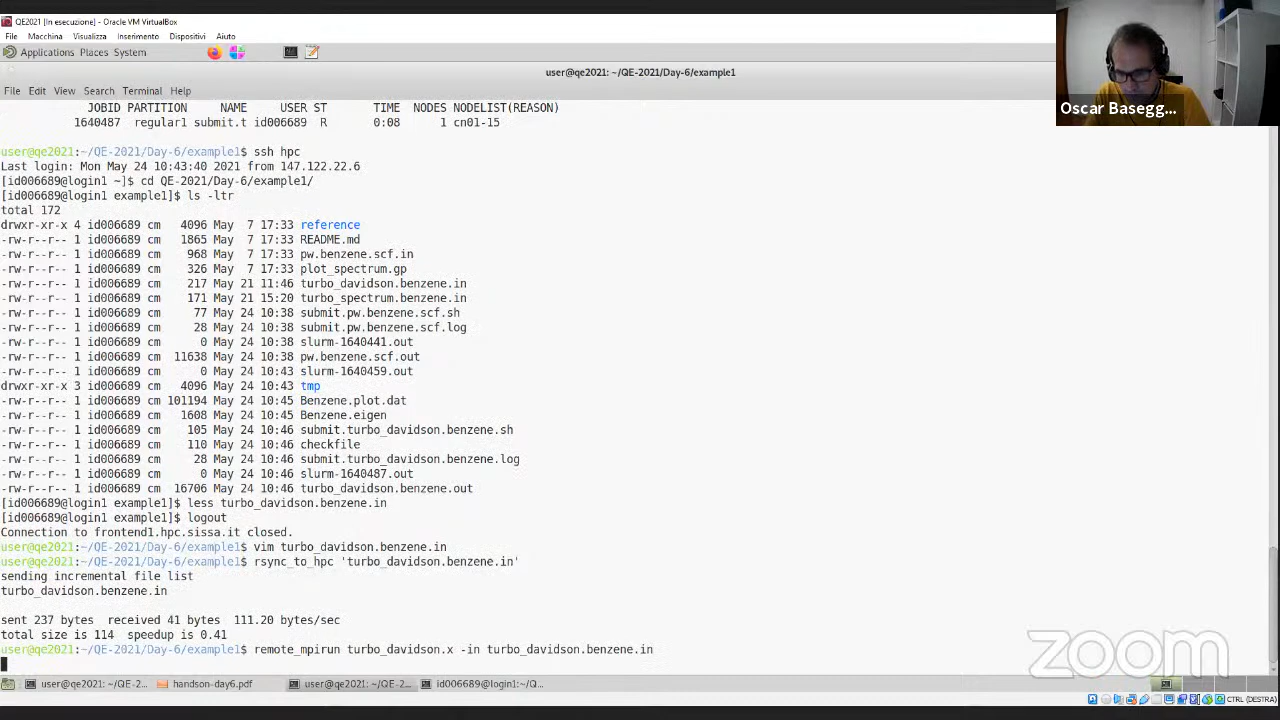 QE2021 [In esecuzione] - Oracle VM VirtualBox
File Macchina Visualizza Inserimento Dispositivi Aiuto
Applications Places System
user@qe2021: ~/QE-2021/Day-6/example1
File Edit View Search Terminal Help
Oscar Basegg...
JOBID PARTITION NAME USER ST TIME NODES NODELIST(REASON)
1640487 regular1 submit.t id006689 R 0:08 1 cn01-15
user@qe2021:~/QE-2021/Day-6/example1$ ssh hpc
Last login: Mon May 24 10:43:40 2021 from 147.122.22.6
[id006689@login1 ~]$ cd QE-2021/Day-6/example1/
[id006689@login1 example1]$ ls -ltr
total 172
drwxr-xr-x 4 id006689 cm 4096 May 7 17:33 reference
-rw-r--r-- 1 id006689 cm 1865 May 7 17:33 README.md
-rw-r--r-- 1 id006689 cm 968 May 7 17:33 pw.benzene.scf.in
-rw-r--r-- 1 id006689 cm 326 May 7 17:33 plot_spectrum.gp
-rw-r--r-- 1 id006689 cm 217 May 21 11:46 turbo_davidson.benzene.in
-rw-r--r-- 1 id006689 cm 171 May 21 15:20 turbo_spectrum.benzene.in
-rw-r--r-- 1 id006689 cm 77 May 24 10:38 submit.pw.benzene.scf.sh
-rw-r--r-- 1 id006689 cm 28 May 24 10:38 submit.pw.benzene.scf.log
-rw-r--r-- 1 id006689 cm 0 May 24 10:38 slurm-1640441.out
-rw-r--r-- 1 id006689 cm 11638 May 24 10:38 pw.benzene.scf.out
-rw-r--r-- 1 id006689 cm 0 May 24 10:43 slurm-1640459.out
drwxr-xr-x 3 id006689 cm 4096 May 24 10:43 tmp
-rw-r--r-- 1 id006689 cm 101194 May 24 10:45 Benzene.plot.dat
-rw-r--r-- 1 id006689 cm 1608 May 24 10:45 Benzene.eigen
-rw-r--r-- 1 id006689 cm 105 May 24 10:46 submit.turbo_davidson.benzene.sh
-rw-r--r-- 1 id006689 cm 110 May 24 10:46 checkfile
-rw-r--r-- 1 id006689 cm 28 May 24 10:46 submit.turbo_davidson.benzene.log
-rw-r--r-- 1 id006689 cm 0 May 24 10:46 slurm-1640487.out
-rw-r--r-- 1 id006689 cm 16706 May 24 10:46 turbo_davidson.benzene.out
[id006689@login1 example1]$ less turbo_davidson.benzene.in
[id006689@login1 example1]$ logout
Connection to frontend1.hpc.sissa.it closed.
user@qe2021:~/QE-2021/Day-6/example1$ vim turbo_davidson.benzene.in
user@qe2021:~/QE-2021/Day-6/example1$ rsync_to_hpc 'turbo_davidson.benzene.in'
sending incremental file list
turbo_davidson.benzene.in
sent 237 bytes received 41 bytes 111.20 bytes/sec
total size is 114 speedup is 0.41
user@qe2021:~/QE-2021/Day-6/example1$ remote_mpirun turbo_davidson.x -in turbo_davidson.benzene.in
zoom
user@qe2021: ~/QE-2... handson-day6.pdf user@qe2021: ~/QE-2... id006689@login1:~/Q...
CTRL (DESTRA)